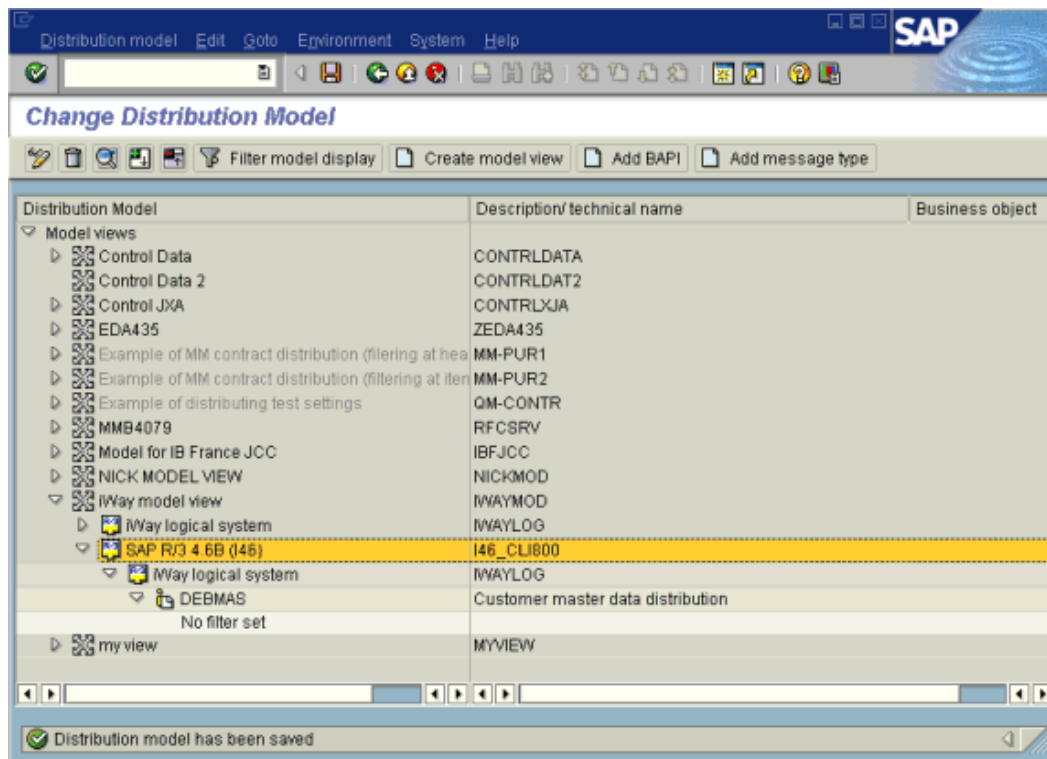 Distribution model Edit Goto Environment System Help
SAP
Change Distribution Model
Filter model display Create model view Add BAPI Add message type
Distribution Model Description/ technical name Business object
Model views
Control Data CONTRLDATA
Control Data 2 CONTRLDAT2
Control JXA CONTRLXJA
EDA435 ZEDA435
Example of MM contract distribution (filering at hea MM-PUR1
Example of MM contract distribution (filtering at iten MM-PUR2
Example of distributing test settings QM-CONTR
MMB4079 RFCSRV
Model for IB France JCC IBFJCC
NICK MODEL VIEW NICKMOD
iWay model view IWAYMOD
iWay logical system IWAYLOG
SAP R/3 4.6B (I46) I46_CLI800
iWay logical system IWAYLOG
DEBMAS Customer master data distribution
No filter set
my view MYVIEW
Distribution model has been saved